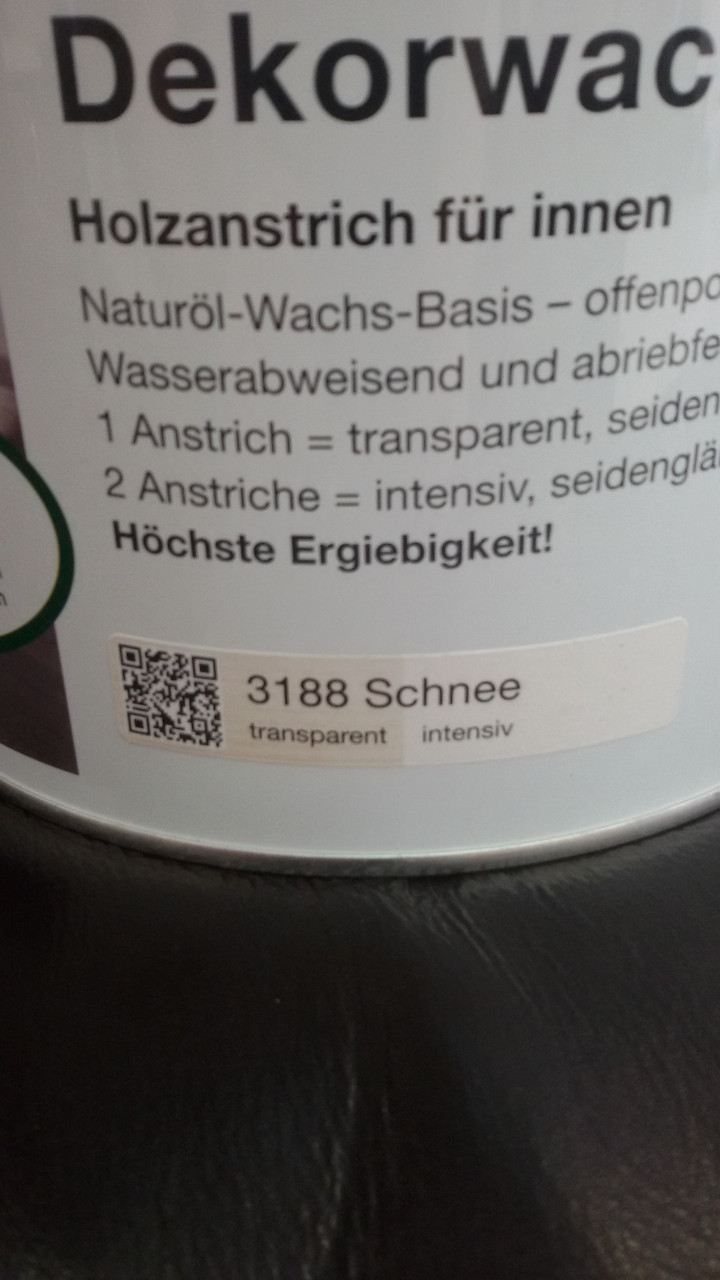 Dekorwac
Holzanstrich für innen
Naturöl-Wachs-Basis – offenpo
Wasserabweisend und abriebfe
1 Anstrich = transparent, seiden
2 Anstriche = intensiv, seidenglä
Höchste Ergiebigkeit!
3188 Schnee
transparent intensiv